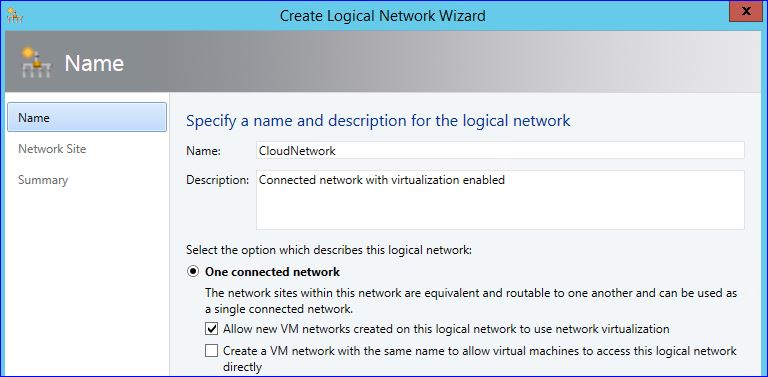 Create Logical Network Wizard
x
Name
Name
Network Site
Summary
Specify a name and description for the logical network
Name: CloudNetwork
Description: Connected network with virtualization enabled
Select the option which describes this logical network:
One connected network
The network sites within this network are equivalent and routable to one another and can be used as
a single connected network.
Allow new VM networks created on this logical network to use network virtualization
Create a VM network with the same name to allow virtual machines to access this logical network
directly